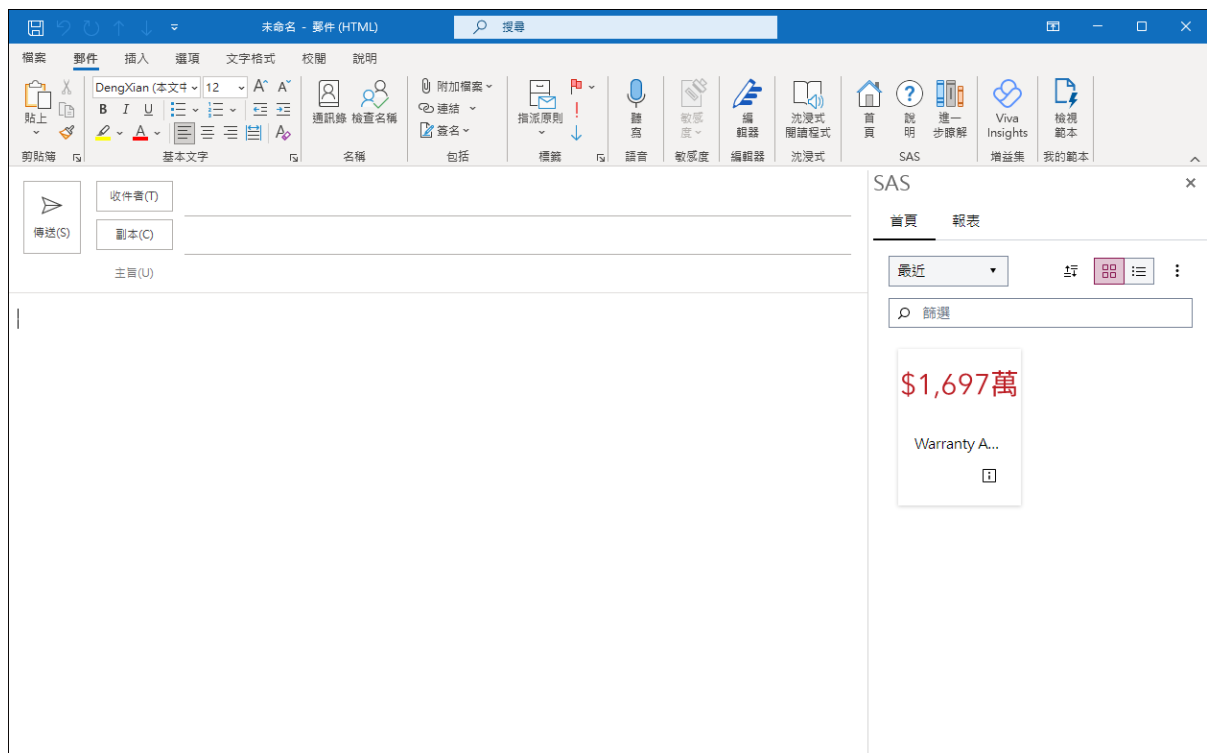 未命名 - 郵件 (HTML)
搜尋
檔案 郵件 插入 選項 文字格式 校閱 說明
貼上
DengXian (本文中 12
B I U
通訊錄 檢查名稱
附加檔案
連結
簽名
指派原則
聽寫
敏感度
編輯器
沈浸式閱讀程式
首頁
說明
進一步瞭解
Viva Insights
檢視範本
剪貼簿 基本文字 名稱 包括 標籤 語音 敏感度 編輯器 沈浸式 SAS 增益集 我的範本
傳送(S)
收件者(T)
副本(C)
主旨(U)
SAS
首頁 報表
最近
篩選
$1,697萬
Warranty A...